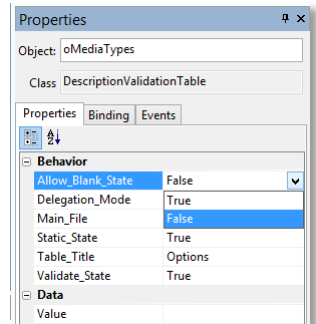 Properties
Object: oMediaTypes
Class DescriptionValidationTable
Properties Binding Events
Behavior
Allow_Blank_State False
Delegation_Mode True
Main_File False
Static_State True
Table_Title Options
Validate_State True
Data
Value